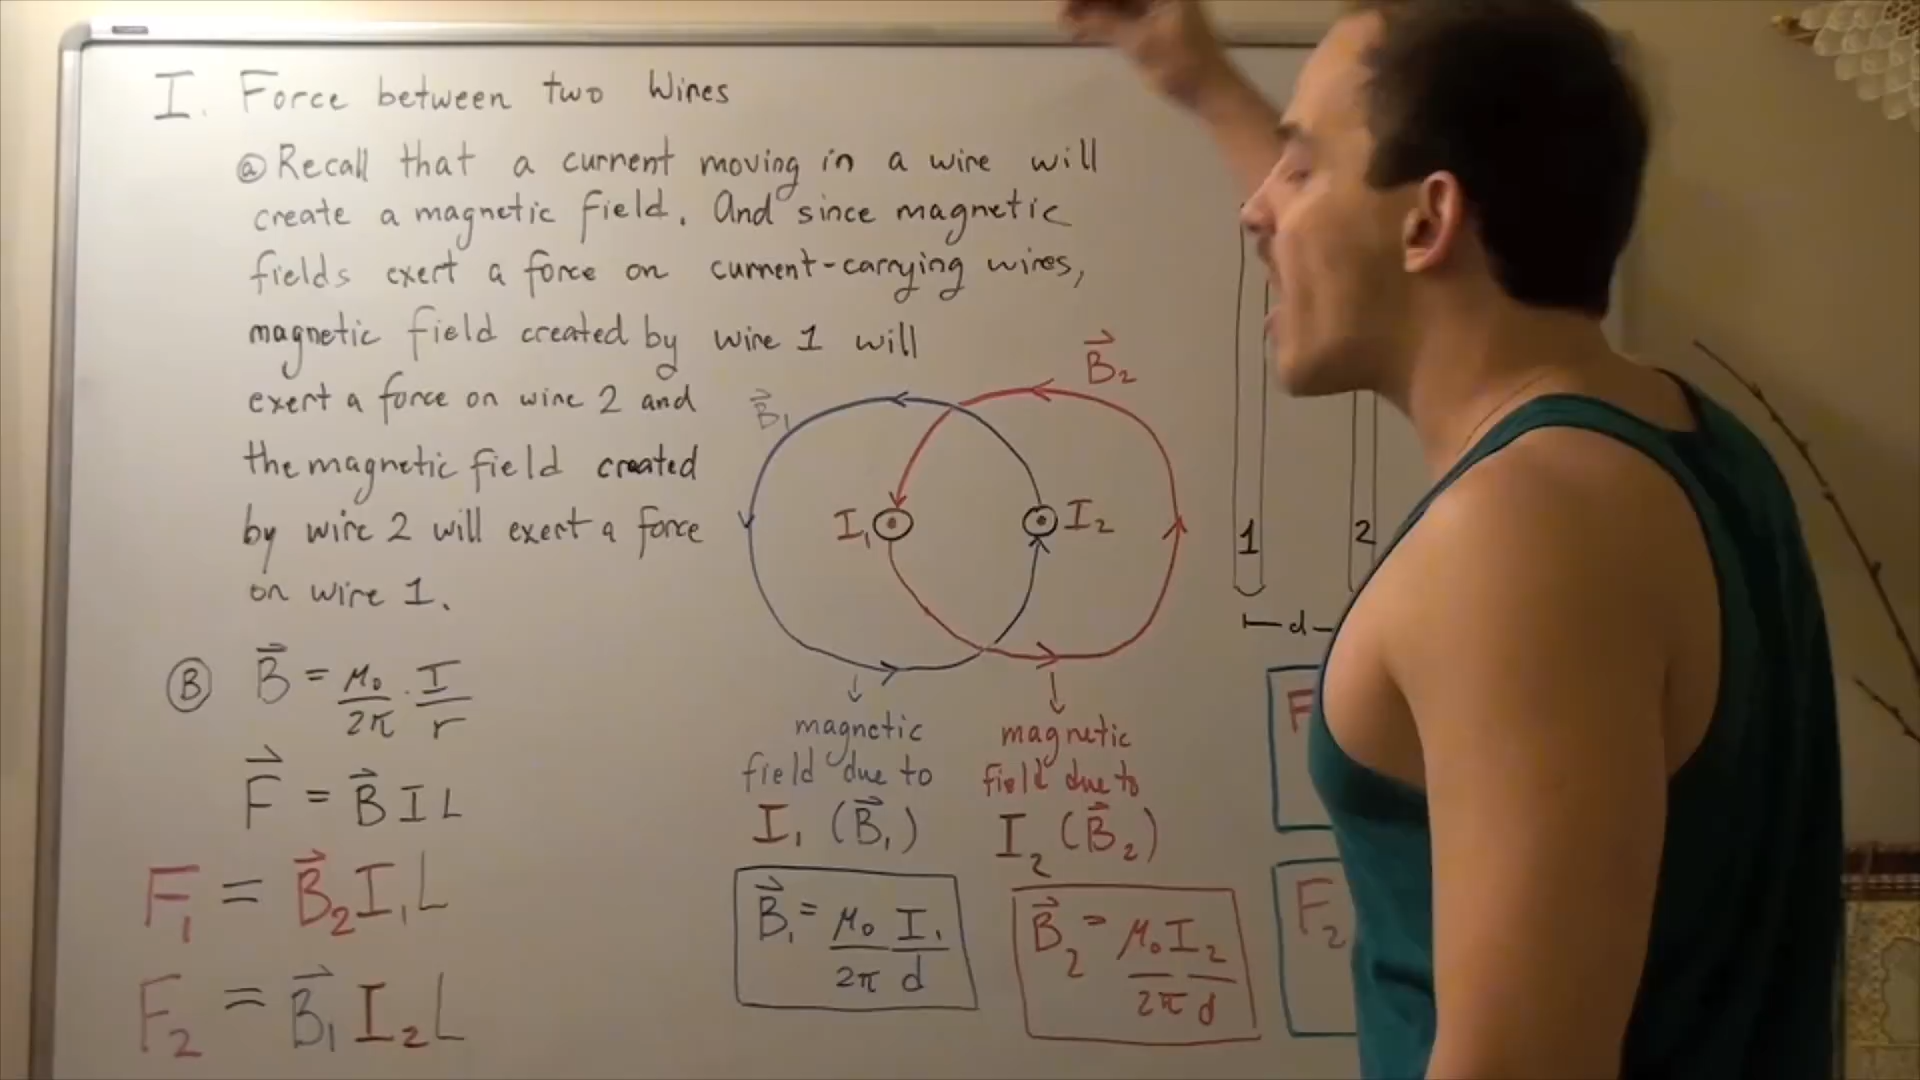 I. Force between two Wires
ⓐ Recall that a current moving in a wire will
create a magnetic field. And since magnetic
fields exert a force on current-carrying wires,
magnetic field created by wire 1 will
exert a force on wire 2 and
the magnetic field created
by wire 2 will exert a force
on wire 1.
Ⓑ B⃗ = μ₀/2π · I/r
F⃗ = B⃗ I L
F₁ = B⃗₂ I₁ L
F₂ = B⃗₁ I₂ L
B⃗₁
B⃗₂
I₁
I₂
magnetic
field due to
I₁ (B⃗₁)
B⃗₁ = μ₀/2π I₁/d
magnetic
field due to
I₂ (B⃗₂)
B⃗₂ = μ₀/2π I₂/d
1
2
d
F
F₂